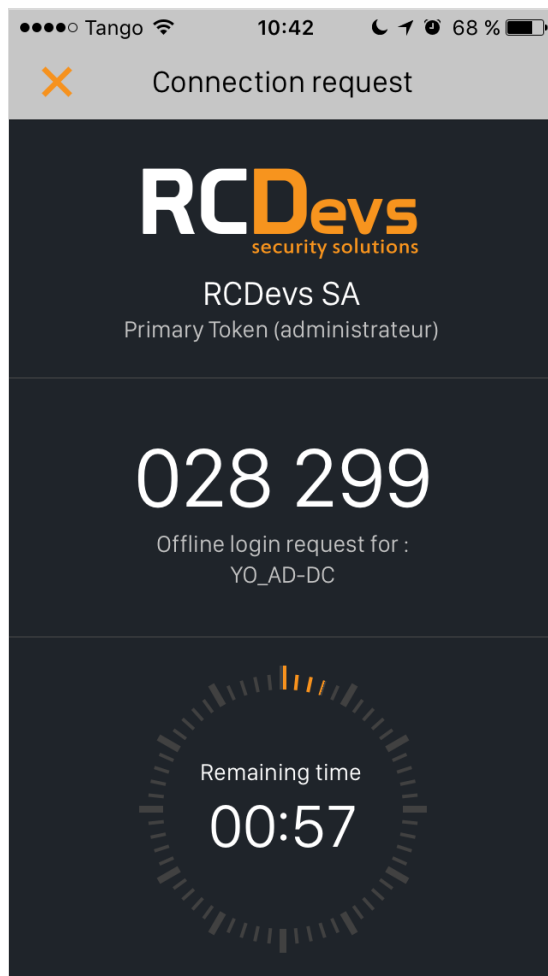 Tango 10:42 68 %
Connection request
RCDevs
security solutions
RCDevs SA
Primary Token (administrateur)
028 299
Offline login request for :
YO_AD-DC
Remaining time
00:57